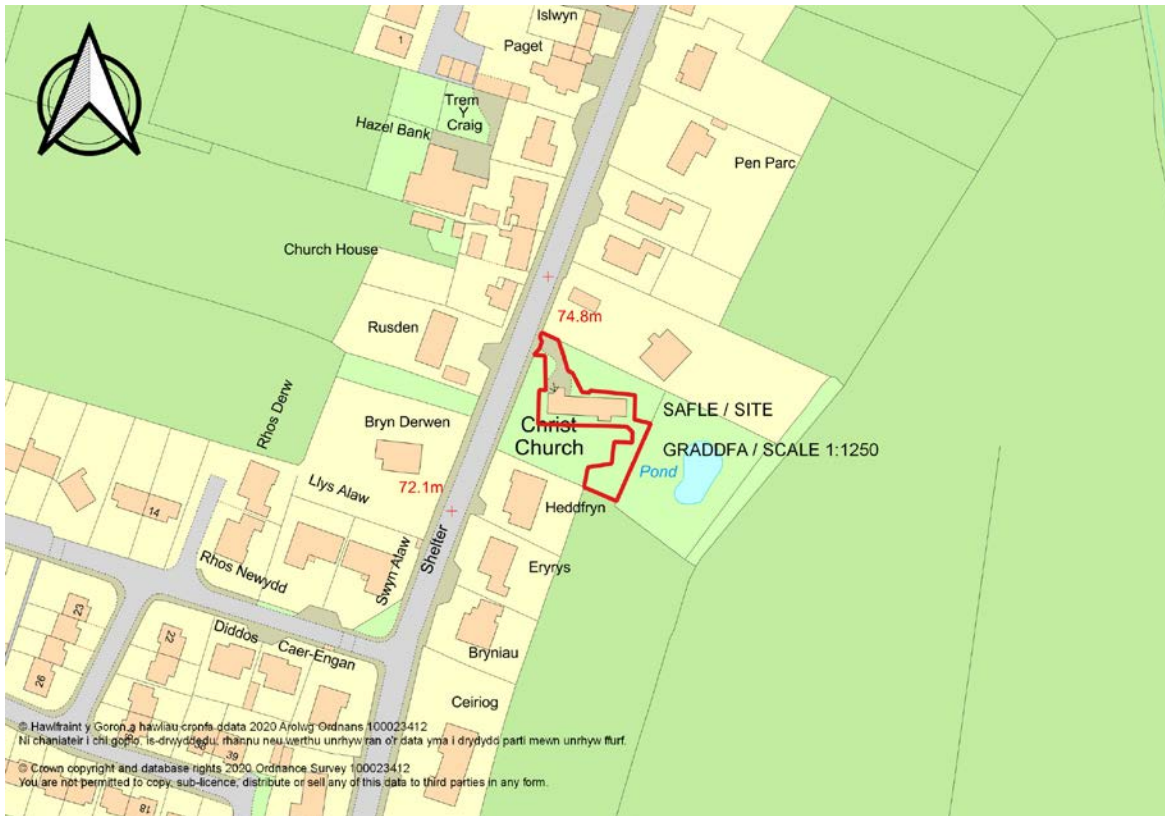 Islwyn
Paget
1
Trem
Y
Craig
Hazel Bank
Pen Parc
Church House
74.8m
Rusden
SAFLE / SITE
Rhos Derw
Bryn Derwen
Christ
Church
GRADDFA / SCALE 1:1250
Pond
Llys Alaw
72.1m
Heddfryn
14
Shelter
Swyn Alaw
Eryrys
Rhos Newydd
23
22
Diddos
Caer-Engan
Bryniau
26
Ceiriog
© Hawlfraint y Goron a hawliau cronfa ddata 2020 Arolwg Ordnans 100023412
Ni chaniateir i chi gopïo, is-drwyddedu, rhannu neu werthu unrhyw ran o'r data yma i drydydd parti mewn unrhyw ffurf.
38
39
© Crown copyright and database rights 2020 Ordnance Survey 100023412
You are not permitted to copy, sub-licence, distribute or sell any of this data to third parties in any form.
18